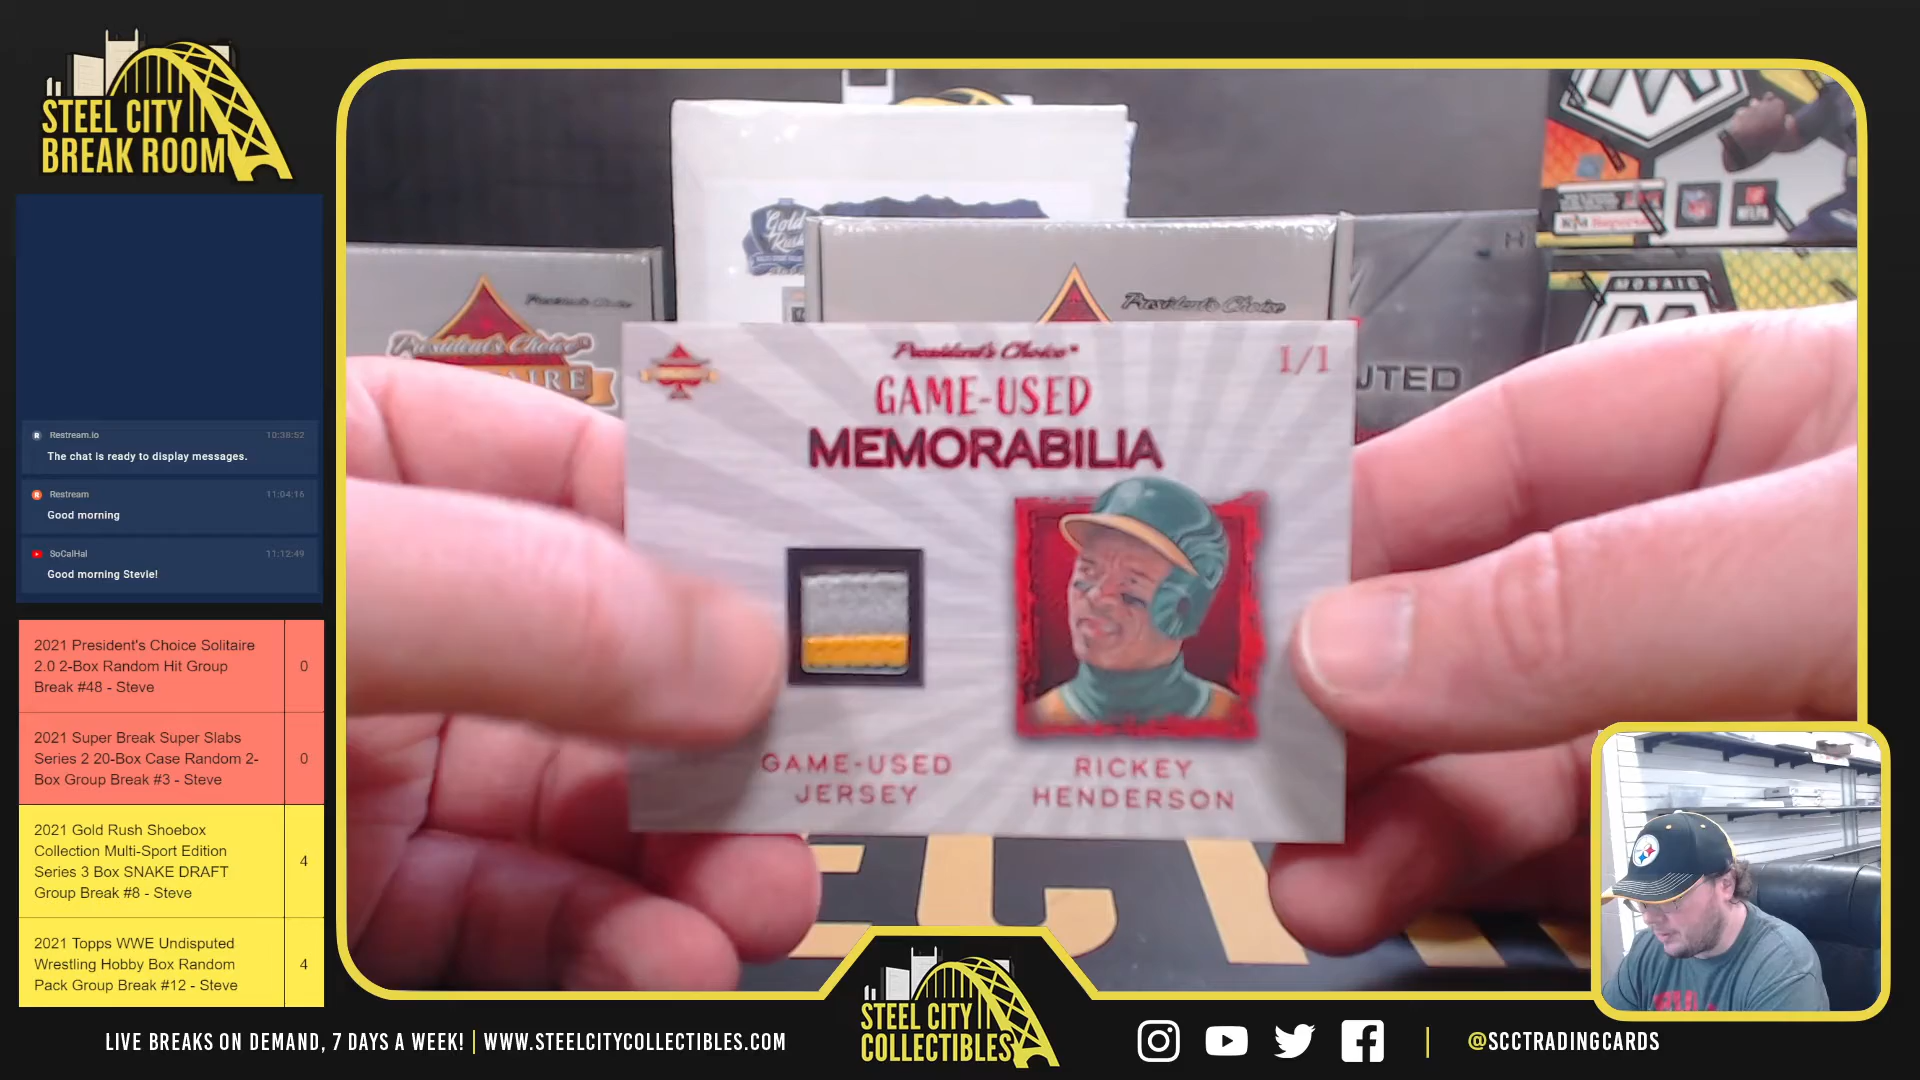 STEEL CITY
BREAK ROOM
Restream.io 10:38:52
The chat is ready to display messages.
Restream 11:04:16
Good morning
SoCalHal 11:12:49
Good morning Stevie!
2021 President's Choice Solitaire
2.0 2-Box Random Hit Group
Break #48 - Steve
0
2021 Super Break Super Slabs
Series 2 20-Box Case Random 2-
Box Group Break #3 - Steve
0
2021 Gold Rush Shoebox
Collection Multi-Sport Edition
Series 3 Box SNAKE DRAFT
Group Break #8 - Steve
4
2021 Topps WWE Undisputed
Wrestling Hobby Box Random
Pack Group Break #12 - Steve
4
Gold
Rush
President's Choice
President's Choice
President's Choice
H
MOSAIC
President's Choice
1/1
GAME-USED
MEMORABILIA
GAME-USED
JERSEY
RICKEY
HENDERSON
STEEL CITY
COLLECTIBLES
LIVE BREAKS ON DEMAND, 7 DAYS A WEEK! | WWW.STEELCITYCOLLECTIBLES.COM
| @SCCTRADINGCARDS